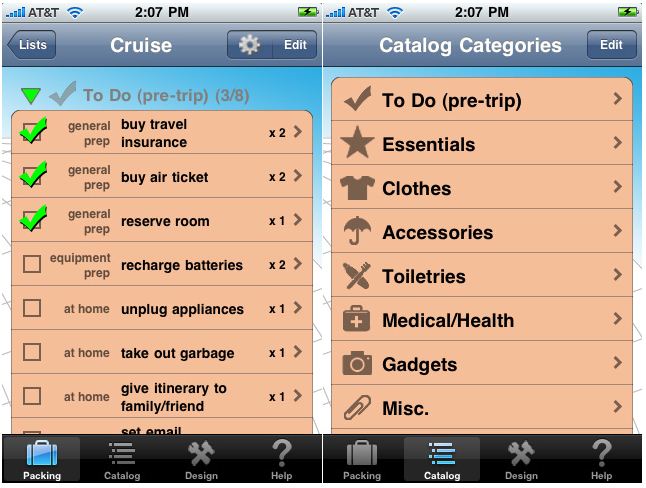 AT&T 2:07 PM
Lists Cruise Edit
To Do (pre-trip) (3/8)
general prep buy travel insurance x 2
general prep buy air ticket x 2
general prep reserve room x 1
equipment prep recharge batteries x 2
at home unplug appliances x 1
at home take out garbage x 1
at home give itinerary to family/friend x 1
set email
Packing Catalog Design Help
AT&T 2:07 PM
Catalog Categories Edit
To Do (pre-trip)
Essentials
Clothes
Accessories
Toiletries
Medical/Health
Gadgets
Misc.
Packing Catalog Design Help